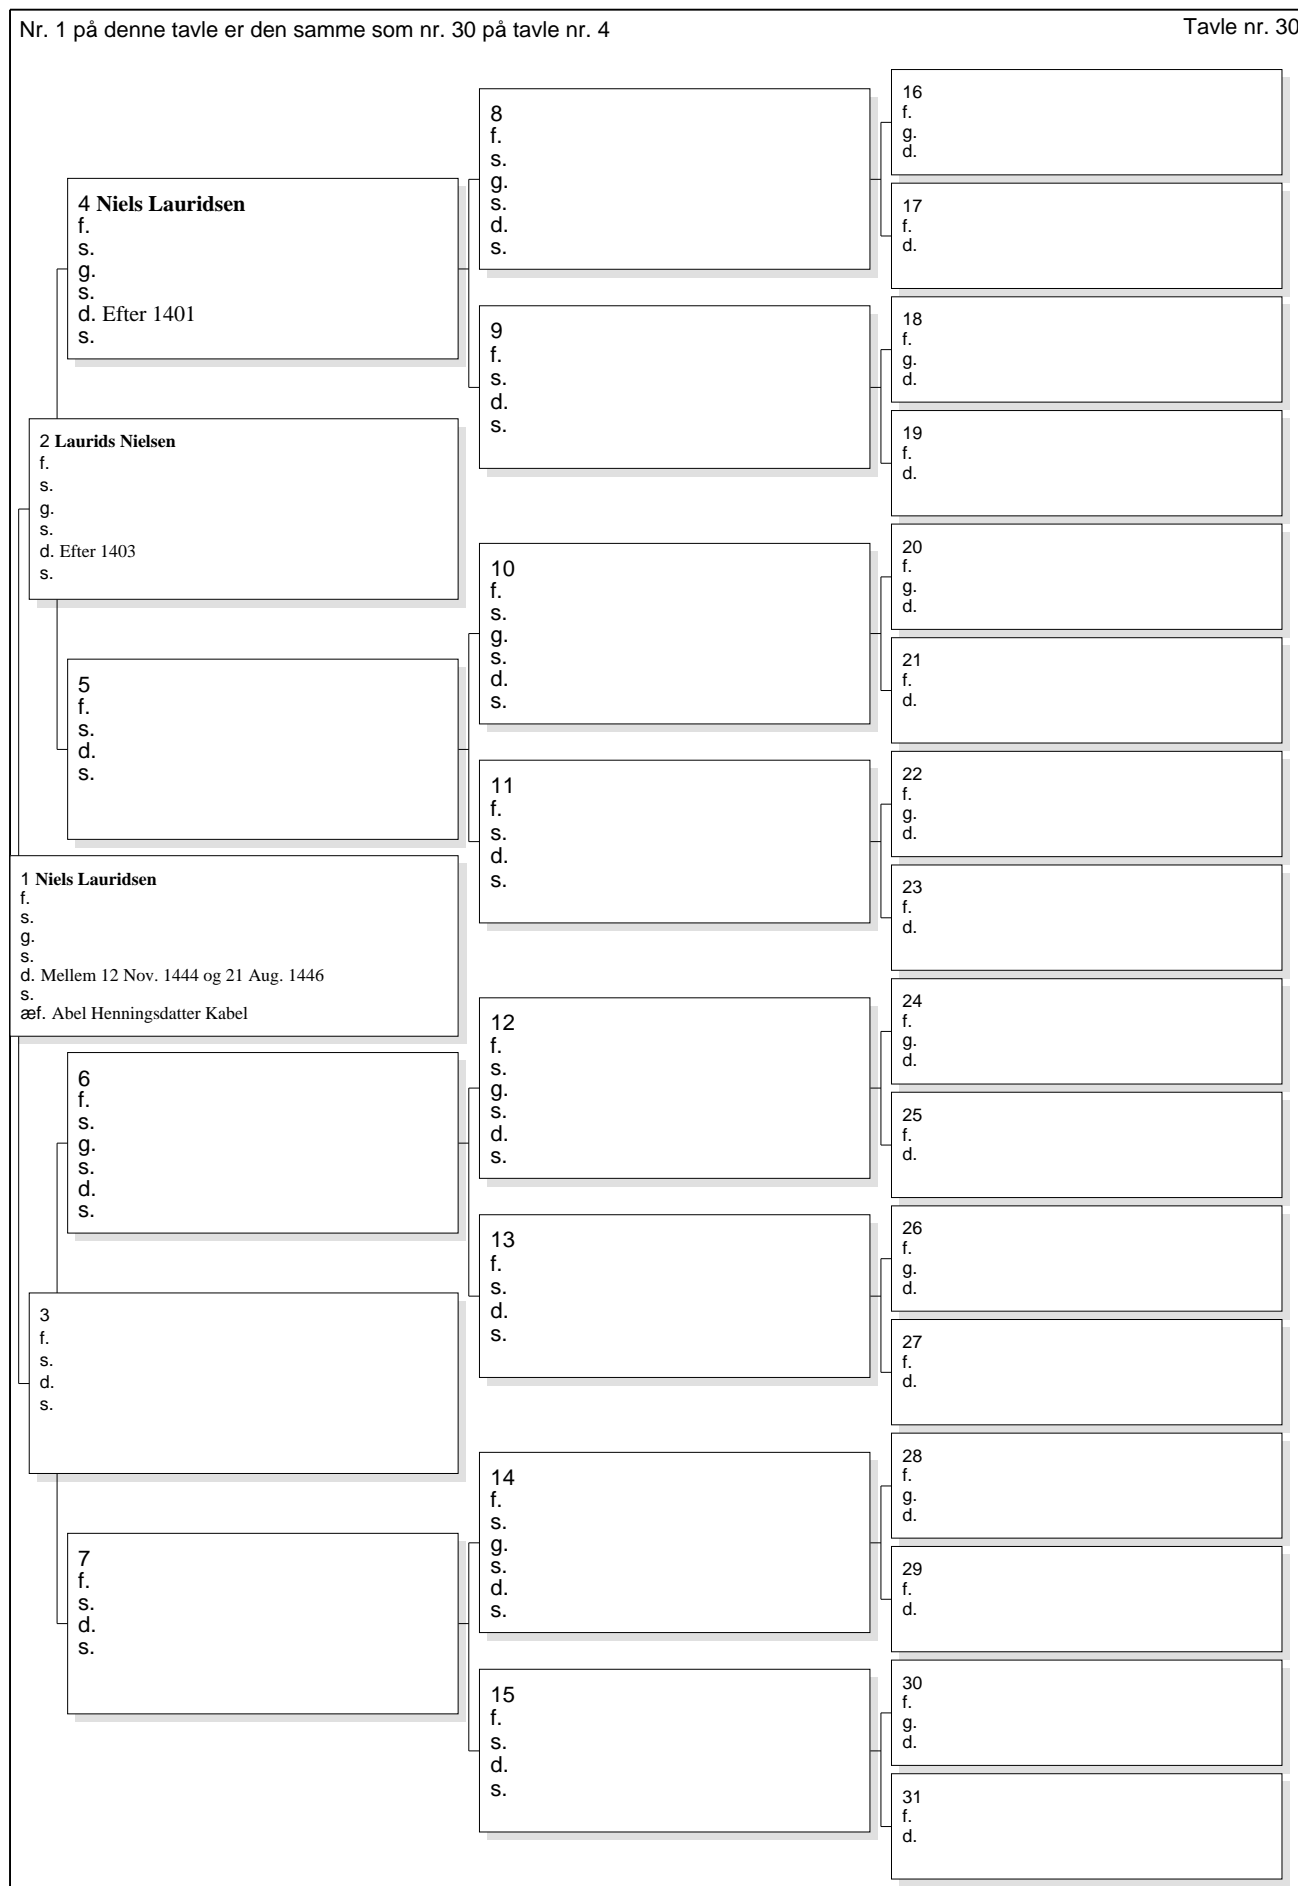 Nr. 1 på denne tavle er den samme som nr. 30 på tavle nr. 4
Tavle nr. 30
4 Niels Lauridsen
f.
s.
g.
s.
d. Efter 1401
s.
2 Laurids Nielsen
f.
s.
g.
s.
d. Efter 1403
s.
5
f.
s.
d.
s.
1 Niels Lauridsen
f.
s.
g.
s.
d. Mellem 12 Nov. 1444 og 21 Aug. 1446
s.
æf. Abel Henningsdatter Kabel
6
f.
s.
g.
s.
d.
s.
3
f.
s.
d.
s.
7
f.
s.
d.
s.
8
f.
s.
g.
s.
d.
s.
9
f.
s.
d.
s.
10
f.
s.
g.
s.
d.
s.
11
f.
s.
d.
s.
12
f.
s.
g.
s.
d.
s.
13
f.
s.
d.
s.
14
f.
s.
g.
s.
d.
s.
15
f.
s.
d.
s.
16
f.
g.
d.
17
f.
d.
18
f.
g.
d.
19
f.
d.
20
f.
g.
d.
21
f.
d.
22
f.
g.
d.
23
f.
d.
24
f.
g.
d.
25
f.
d.
26
f.
g.
d.
27
f.
d.
28
f.
g.
d.
29
f.
d.
30
f.
g.
d.
31
f.
d.